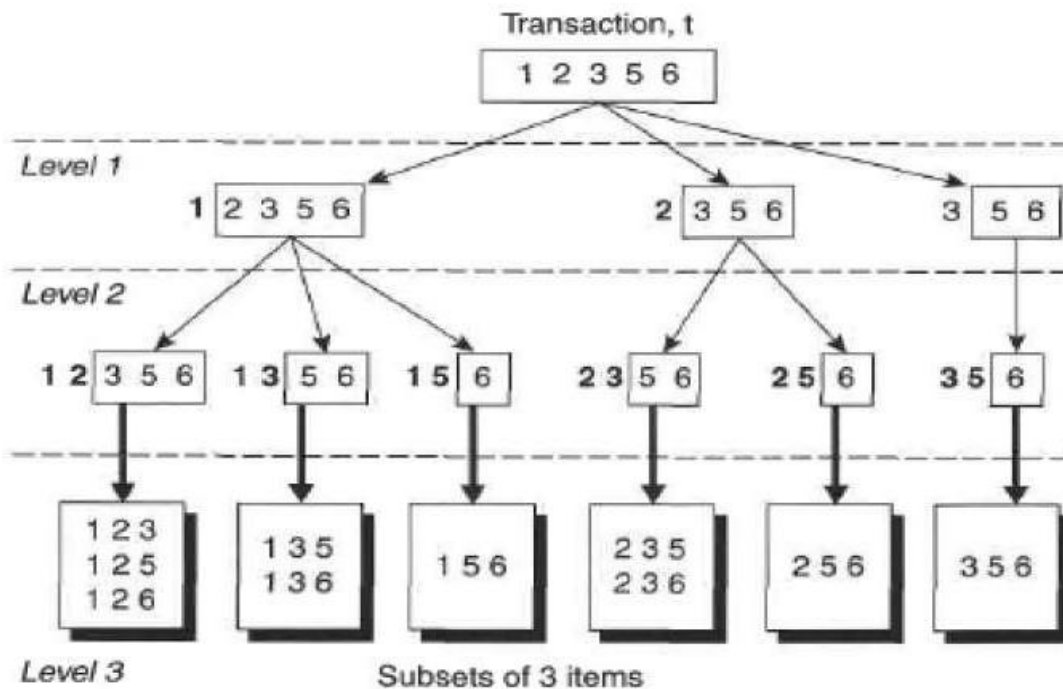 Transaction, t
1 2 3 5 6
Level 1
1 2 3 5 6
2 3 5 6
3 5 6
Level 2
1 2 3 5 6
1 3 5 6
1 5 6
2 3 5 6
2 5 6
3 5 6
1 2 3
1 2 5
1 2 6
1 3 5
1 3 6
1 5 6
2 3 5
2 3 6
2 5 6
3 5 6
Level 3
Subsets of 3 items